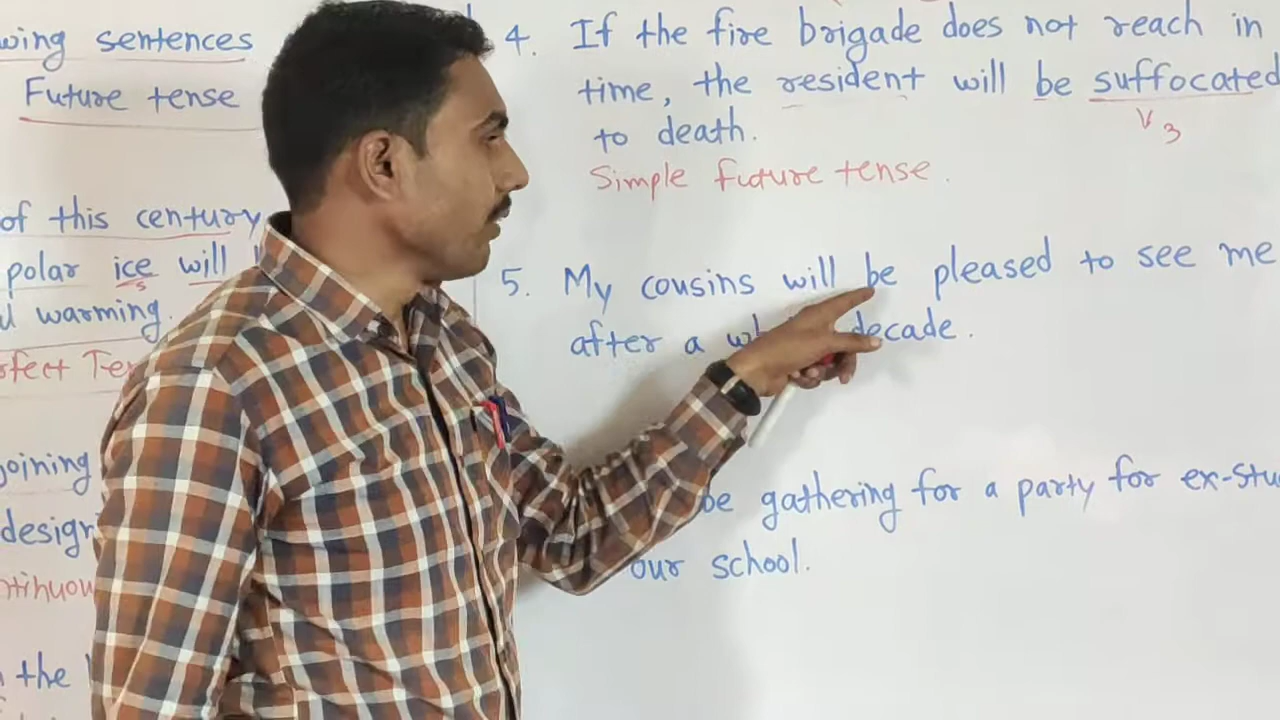 wing sentences
Future tense
of this century
polar ice will
s
warming.
rfect Te
joining
design
ntinuou
the
4. If the fire brigade does not reach in
time, the resident will be suffocated
V3
to death.
Simple future tense.
5. My cousins will be pleased to see me
after a decade.
be gathering for a party for ex-stu
our school.